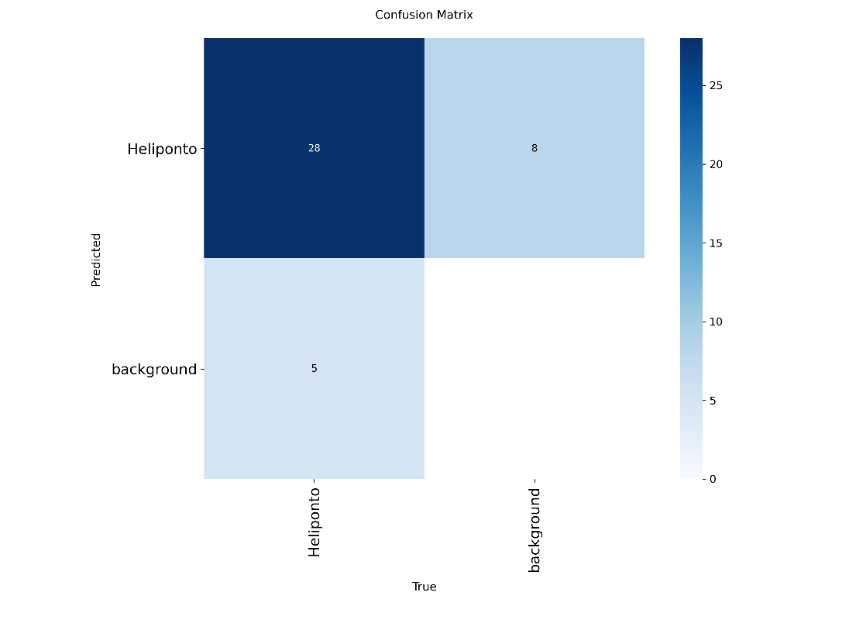 Confusion Matrix
Heliponto
28
8
25
20
15
10
5
0
Predicted
background
5
Heliponto
background
True